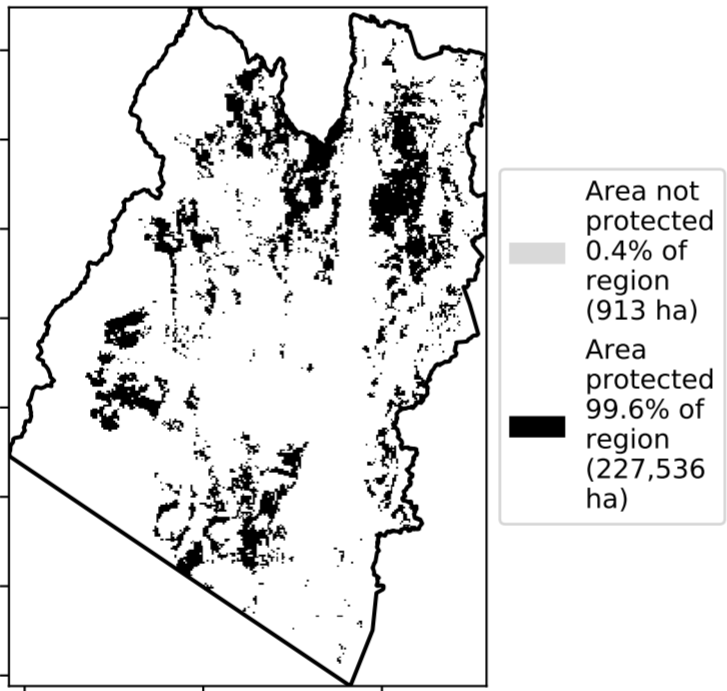 Area not
protected
0.4% of
region
(913 ha)
Area
protected
99.6% of
region
(227,536
ha)